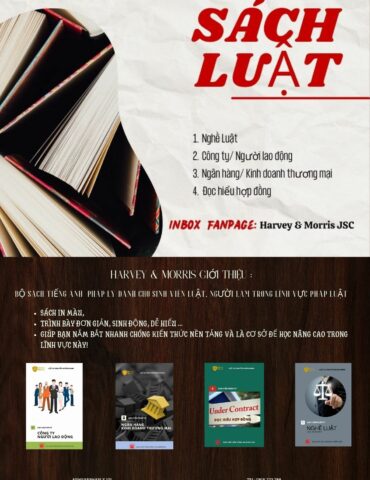 SÁCH
LUẬT
1. Nghề Luật
2. Công ty/ Người lao động
3. Ngân hàng/ Kinh doanh thương mại
4. Đọc hiểu hợp đồng
INBOX FANPAGE: Harvey & Morris JSC
HARVEY & MORRIS GIỚI THIỆU :
BỘ SÁCH TIẾNG ANH PHÁP LÝ DÀNH CHO SINH VIÊN LUẬT, NGƯỜI LÀM TRONG LĨNH VỰC PHÁP LUẬT
• SÁCH IN MÀU,
• TRÌNH BÀY ĐƠN GIẢN, SINH ĐỘNG, DỄ HIỂU ...
• GIÚP BẠN NẮM BẮT NHANH CHÓNG KIẾN THỨC NỀN TẢNG VÀ LÀ CƠ SỞ ĐỂ HỌC NÂNG CAO TRONG
LĨNH VỰC NÀY!
CÔNG TY
NGƯỜI LAO ĐỘNG
NGÂN HÀNG
KINH DOANH THƯƠNG MẠI
Under Contract
ĐỌC HIỂU HỢP ĐỒNG
NGHỀ LUẬT